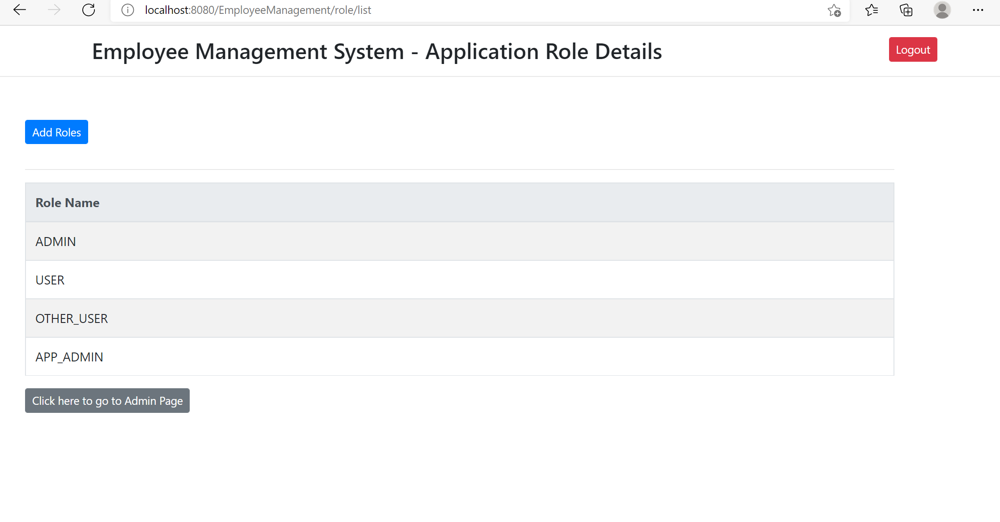 localhost:8080/EmployeeManagement/role/list
Employee Management System - Application Role Details
Logout
Add Roles
Role Name
ADMIN
USER
OTHER_USER
APP_ADMIN
Click here to go to Admin Page